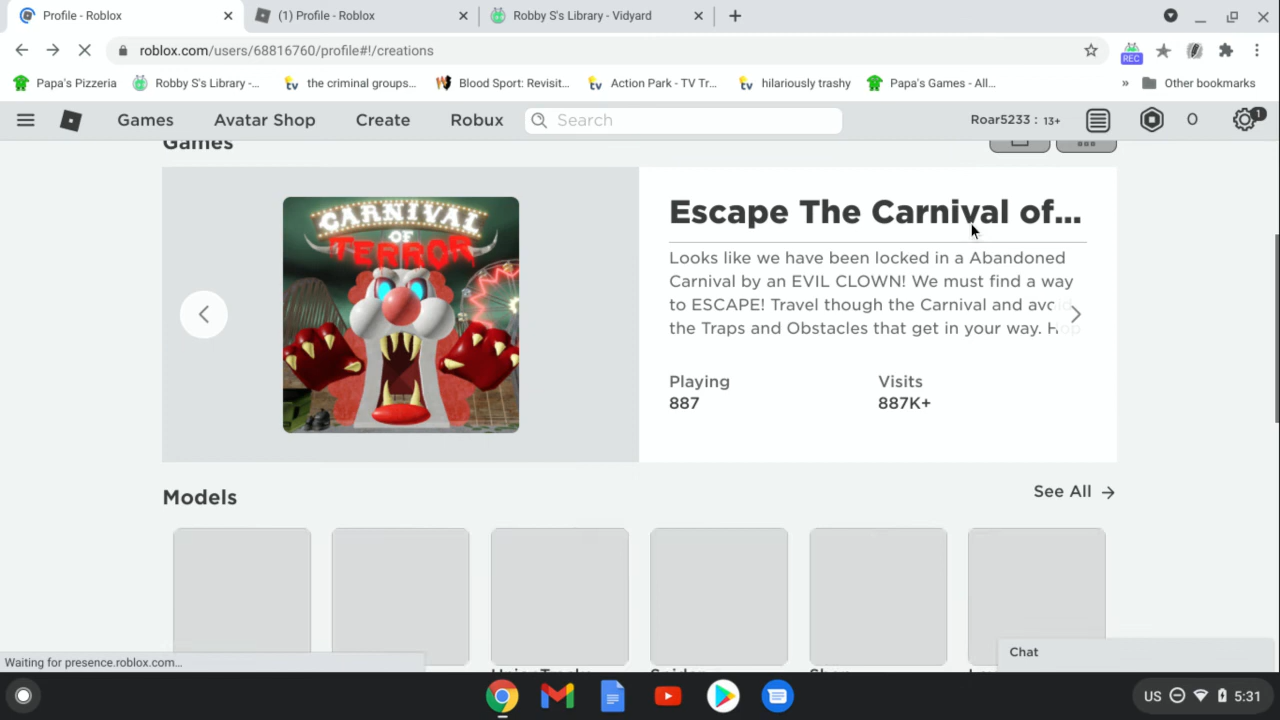 Profile - Roblox
(1) Profile - Roblox
Robby S's Library - Vidyard
roblox.com/users/68816760/profile#!/creations
REC
Papa's Pizzeria
Robby S's Library -...
the criminal groups...
Blood Sport: Revisit...
Action Park - TV Tr...
hilariously trashy
Papa's Games - All...
» Other bookmarks
Games
Avatar Shop
Create
Robux
Search
Roar5233 : 13+
0
1
Games
CARNIVAL
OF
TERROR
Escape The Carnival of...
Looks like we have been locked in a Abandoned
Carnival by an EVIL CLOWN! We must find a way
to ESCAPE! Travel though the Carnival and avoid
the Traps and Obstacles that get in your way. Hop
Playing
887
Visits
887K+
Models
See All
Waiting for presence.roblox.com...
Chat
US
5:31